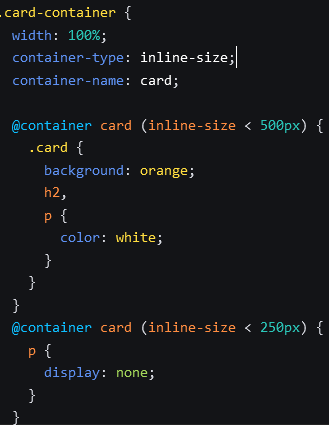 .card-container {
width: 100%;
container-type: inline-size;
container-name: card;
@container card (inline-size < 500px) {
.card {
background: orange;
h2,
p {
color: white;
}
}
}
@container card (inline-size < 250px) {
p {
display: none;
}
}